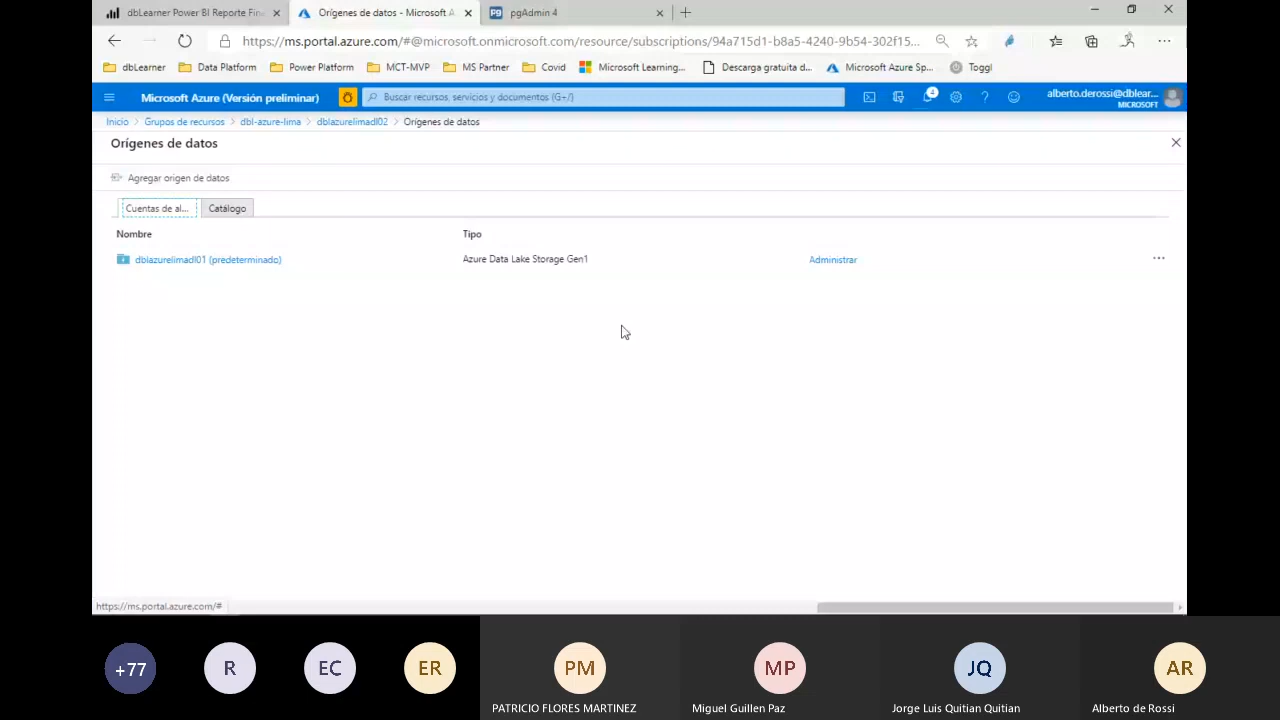 dbLearner Power BI Reporte Fin
Orígenes de datos - Microsoft A
Pg pgAdmin 4
https://ms.portal.azure.com/#@microsoft.onmicrosoft.com/resource/subscriptions/94a715d1-b8a5-4240-9b54-302f15...
dbLearner
Data Platform
Power Platform
MCT-MVP
MS Partner
Covid
Microsoft Learning...
Descarga gratuita d...
Microsoft Azure Sp...
Toggl
Microsoft Azure (Versión preliminar)
Buscar recursos, servicios y documentos (G+/)
4
alberto.derossi@dblear...
MICROSOFT
Inicio > Grupos de recursos > dbl-azure-lima > dblazurelimadl02 > Orígenes de datos
Orígenes de datos
Agregar origen de datos
Cuentas de al...
Catálogo
Nombre
Tipo
dblazurelimadl01 (predeterminado)
Azure Data Lake Storage Gen1
Administrar
...
https://ms.portal.azure.com/#
+77
R
EC
ER
PM
MP
JQ
AR
PATRICIO FLORES MARTINEZ
Miguel Guillen Paz
Jorge Luis Quitian Quitian
Alberto de Rossi